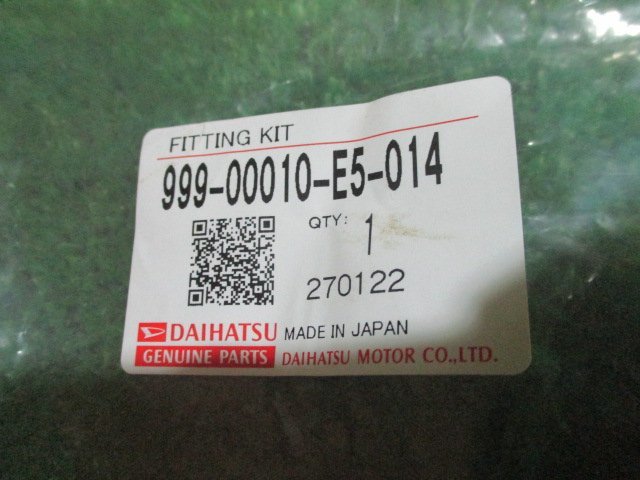 FITTING KIT
999-00010-E5-014
QTY: 1
270122
DAIHATSU MADE IN JAPAN
GENUINE PARTS DAIHATSU MOTOR CO.,LTD.